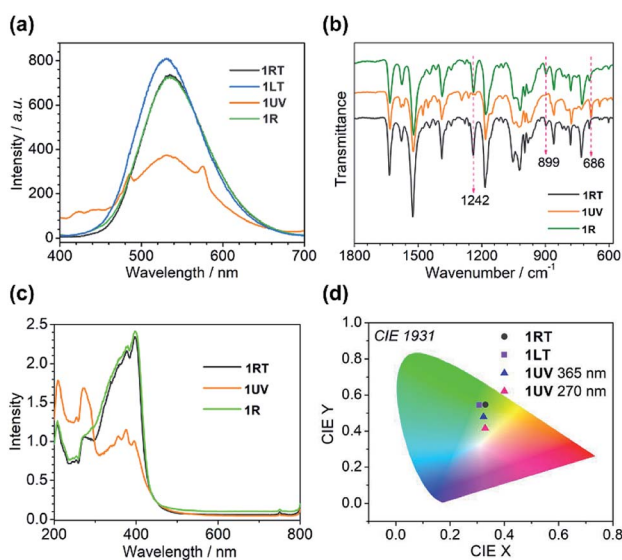 (a)
800
600
400
200
0
Intensity / a.u.
400 500 600 700
Wavelength / nm
1RT
1LT
1UV
1R
(b)
Transmittance
1242
899
686
1RT
1UV
1R
1800 1500 1200 900 600
Wavenumber / cm⁻¹
(c)
2.5
2.0
1.5
1.0
0.5
0.0
Intensity
1RT
1UV
1R
200 300 400 500 600 700 800
Wavelength / nm
(d)
CIE 1931
1RT
1LT
1UV 365 nm
1UV 270 nm
1.0
0.8
0.6
0.4
0.2
0.0
CIE Y
0.0 0.2 0.4 0.6 0.8
CIE X